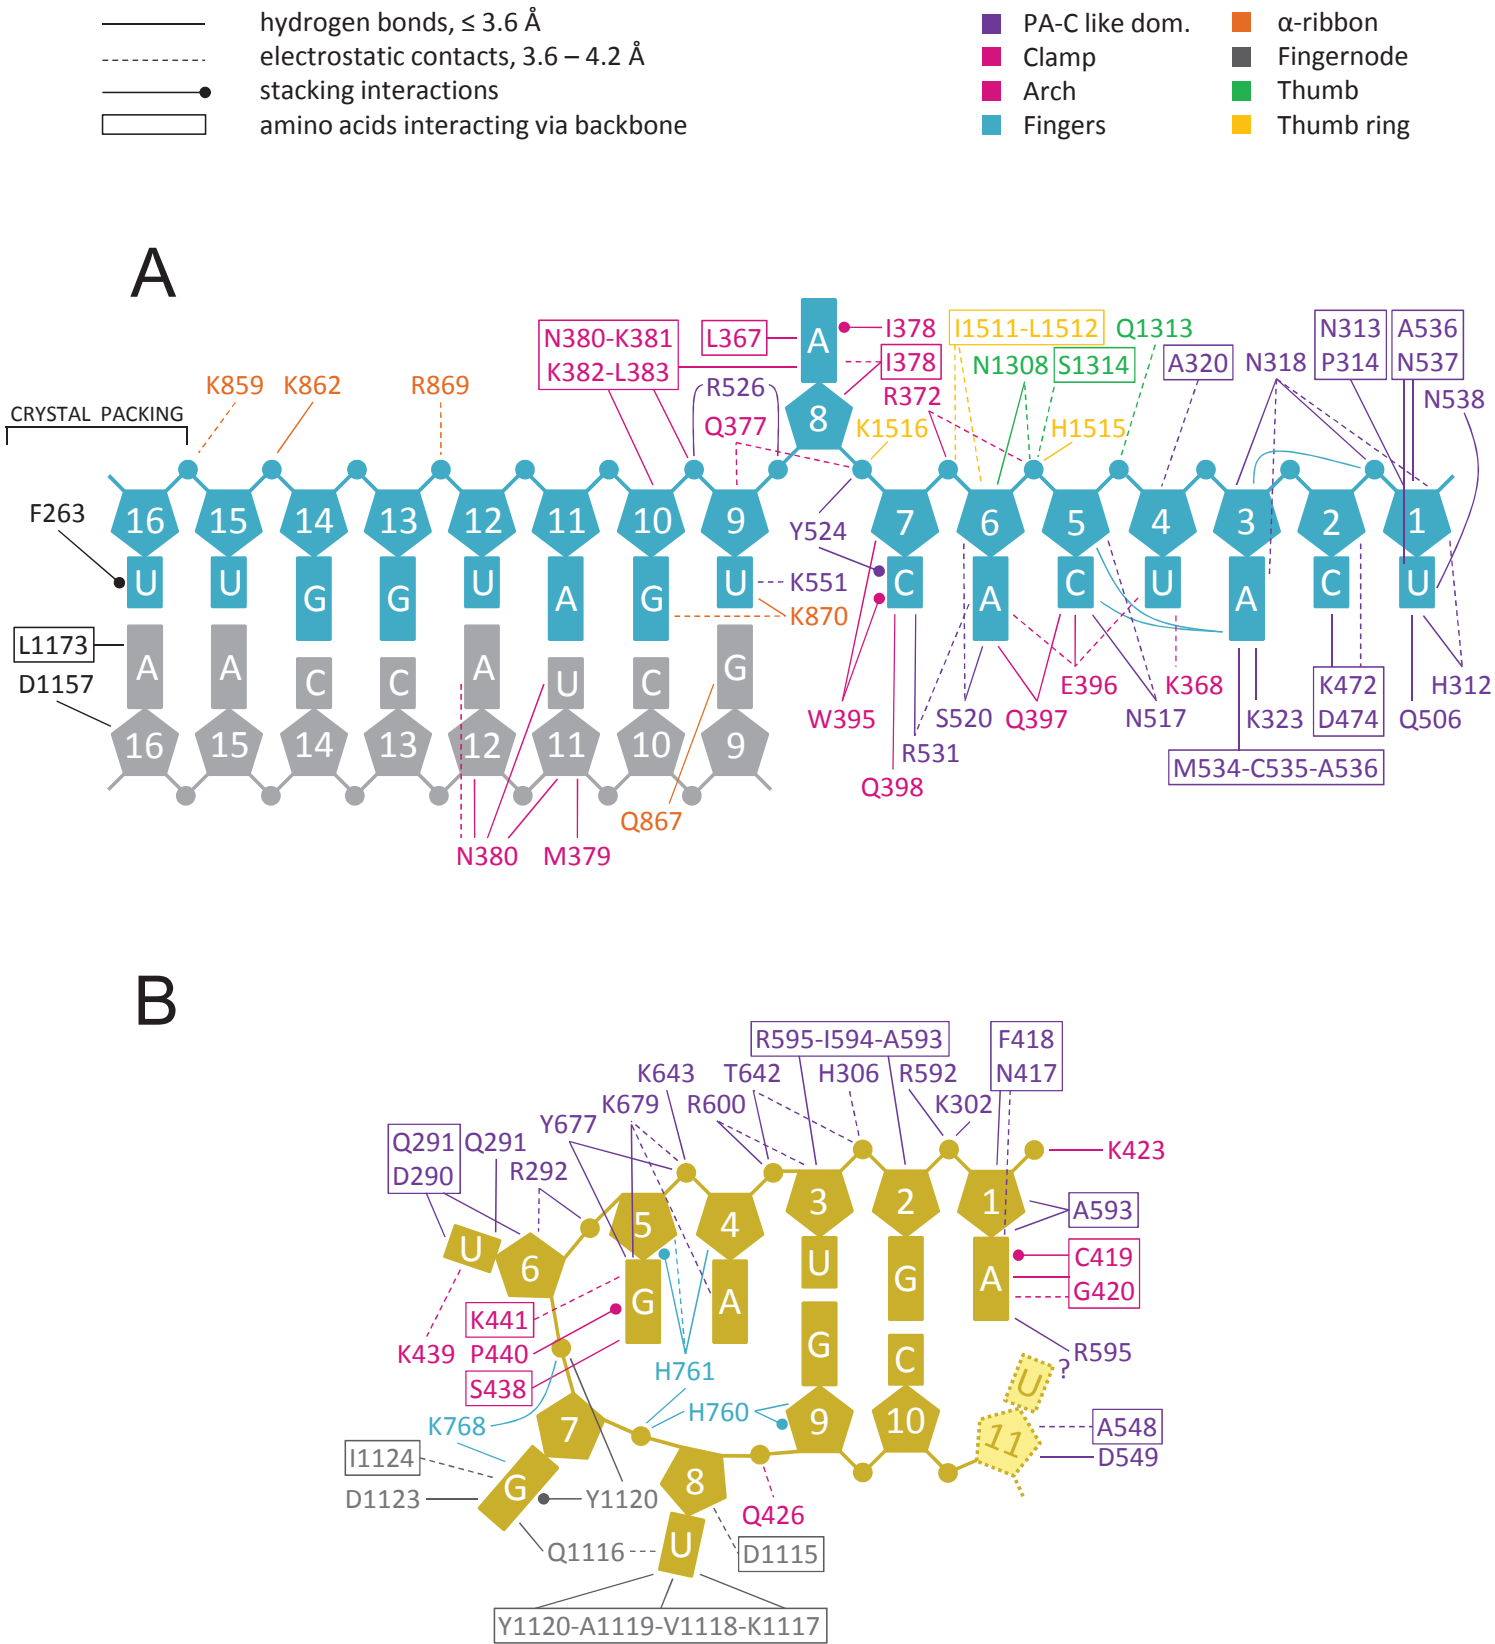 hydrogen bonds, ≤ 3.6 Å
electrostatic contacts, 3.6 – 4.2 Å
stacking interactions
amino acids interacting via backbone
PA-C like dom.
Clamp
Arch
Fingers
α-ribbon
Fingernode
Thumb
Thumb ring
A
N380-K381
K382-L383
L367
A
I378
I378
I1511-L1512
Q1313
N313
P314
A536
N537
N1308
S1314
A320
N318
N538
K859
K862
R869
R526
R372
CRYSTAL PACKING
Q377
8
K1516
H1515
F263
16
15
14
13
12
11
10
9
7
6
5
4
3
2
1
Y524
U
U
G
G
U
A
G
U
K551
K870
C
A
C
U
A
C
U
L1173
D1157
A
A
C
C
A
U
C
G
16
15
14
13
12
11
10
9
W395
Q398
R531
S520
Q397
E396
N517
K368
K323
K472
D474
Q506
H312
M534-C535-A536
Q867
N380
M379
B
R595-I594-A593
F418
N417
K643
T642
H306
R592
K302
K679
R600
Y677
Q291
D290
Q291
R292
K423
U
6
5
4
3
2
1
A593
G
A
U
G
A
C419
G420
K441
K439
P440
S438
G
C
R595
H761
H760
U
?
K768
7
9
10
11
A548
D549
I1124
D1123
G
Y1120
8
Q426
Q1116
U
D1115
Y1120-A1119-V1118-K1117